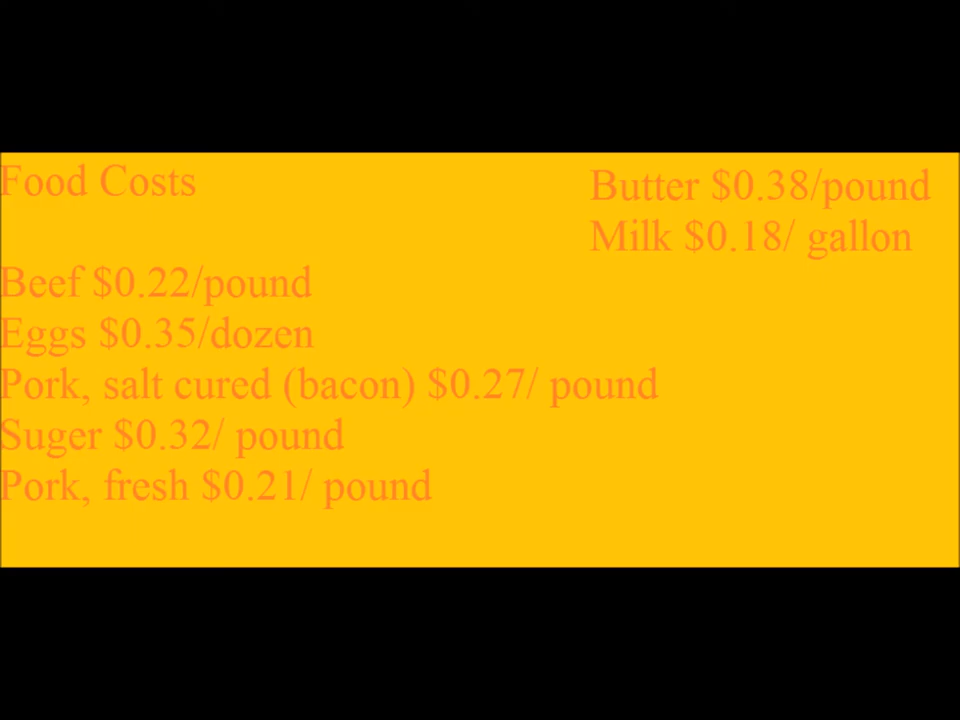 Food Costs
Beef $0.22/pound
Eggs $0.35/dozen
Pork, salt cured (bacon) $0.27/ pound
Suger $0.32/ pound
Pork, fresh $0.21/ pound
Butter $0.38/pound
Milk $0.18/ gallon